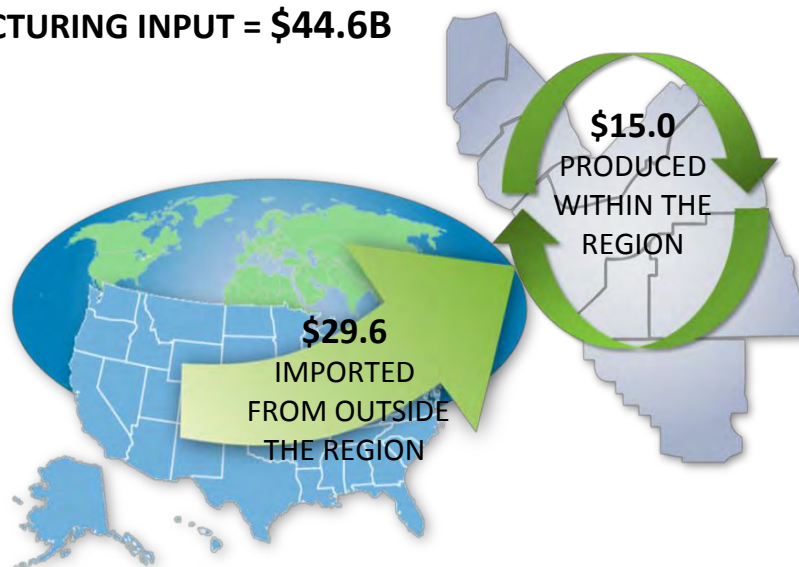 CTURING INPUT = $44.6B
$15.0
PRODUCED
WITHIN THE
REGION
$29.6
IMPORTED
FROM OUTSIDE
THE REGION